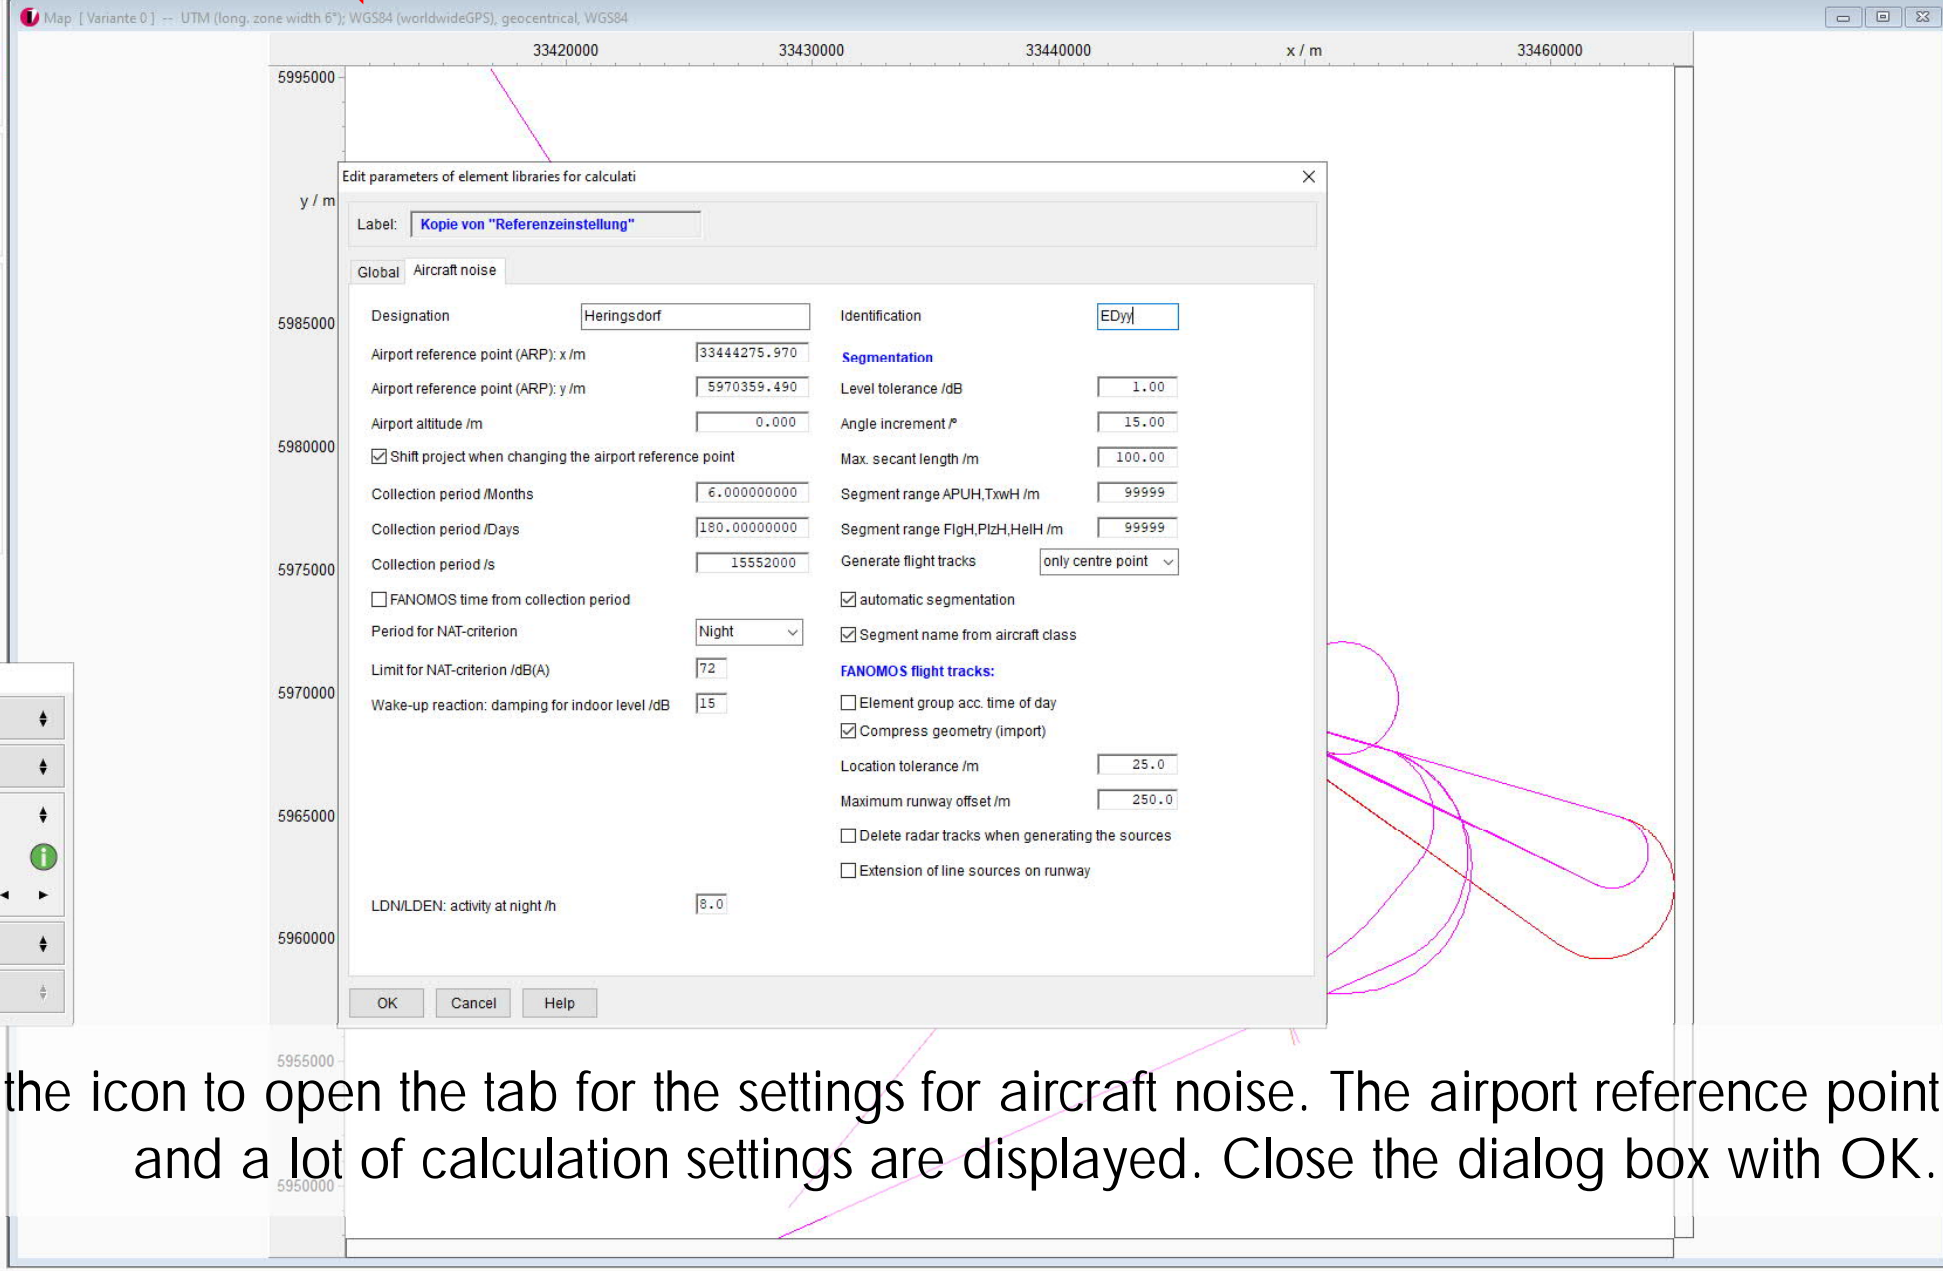 Map [ Variante 0 ] -- UTM (long. zone width 6°); WGS84 (worldwideGPS), geocentrical, WGS84
33420000 33430000 33440000 x / m 33460000
5995000
y / m
5985000
5980000
5975000
5970000
5965000
5960000
5955000
5950000
Edit parameters of element libraries for calculati
Label: Kopie von "Referenzeinstellung"
Global Aircraft noise
Designation Heringsdorf
Airport reference point (ARP): x /m 33444275.970
Airport reference point (ARP): y /m 5970359.490
Airport altitude /m 0.000
Shift project when changing the airport reference point
Collection period /Months 6.000000000
Collection period /Days 180.00000000
Collection period /s 15552000
FANOMOS time from collection period
Period for NAT-criterion Night
Limit for NAT-criterion /dB(A) 72
Wake-up reaction: damping for indoor level /dB 15
LDN/LDEN: activity at night /h 8.0
Identification EDyy
Segmentation
Level tolerance /dB 1.00
Angle increment /° 15.00
Max. secant length /m 100.00
Segment range APUH,TxwH /m 99999
Segment range FlgH,PlzH,HelH /m 99999
Generate flight tracks only centre point
automatic segmentation
Segment name from aircraft class
FANOMOS flight tracks:
Element group acc. time of day
Compress geometry (import)
Location tolerance /m 25.0
Maximum runway offset /m 250.0
Delete radar tracks when generating the sources
Extension of line sources on runway
OK Cancel Help
the icon to open the tab for the settings for aircraft noise. The airport reference point
and a lot of calculation settings are displayed. Close the dialog box with OK.